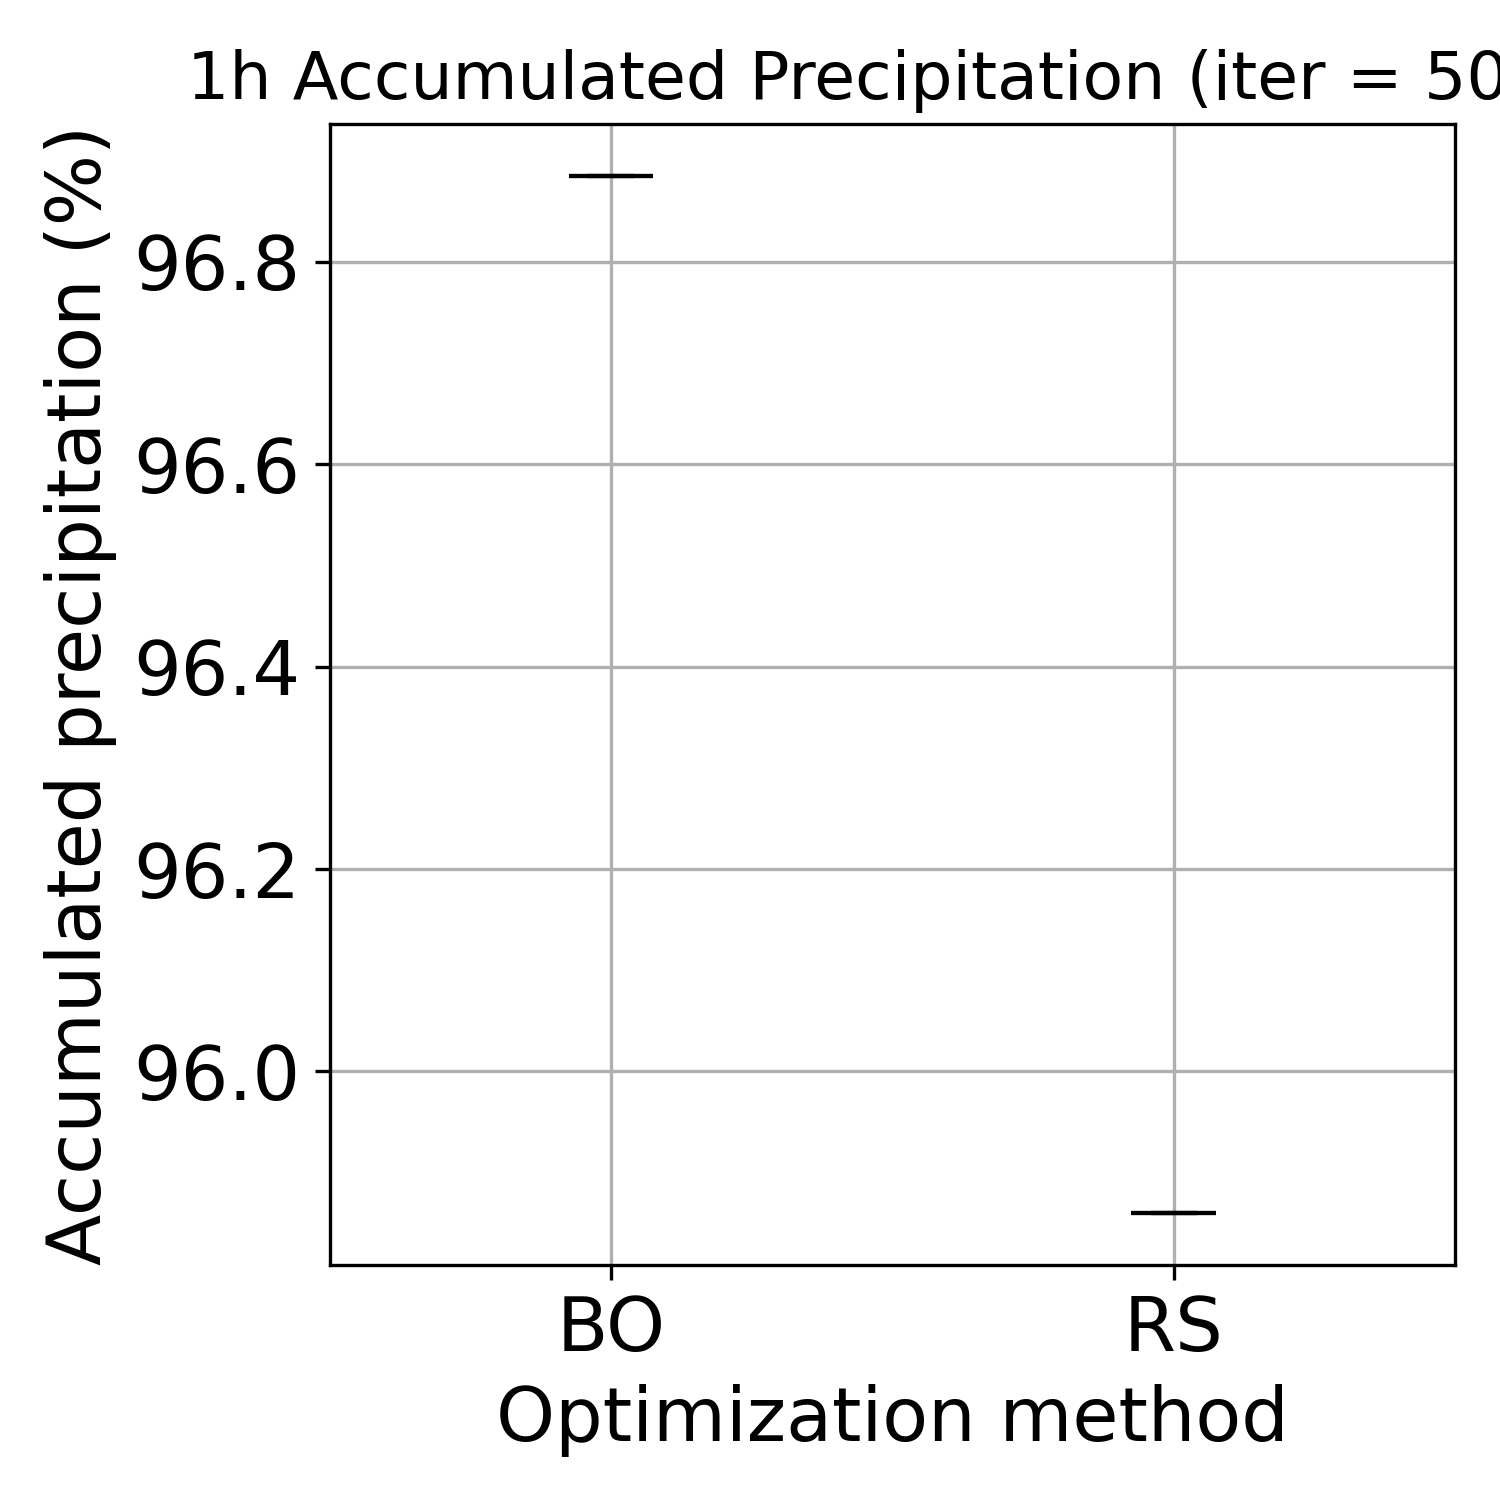 1h Accumulated Precipitation (iter = 50
Accumulated precipitation (%)
96.8
96.6
96.4
96.2
96.0
BO
RS
Optimization method